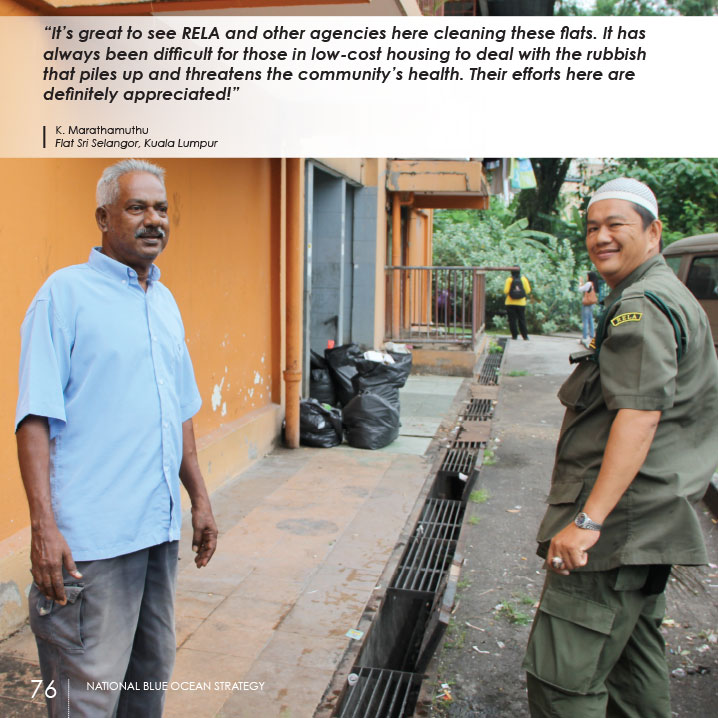 “It’s great to see RELA and other agencies here cleaning these flats. It has
always been difficult for those in low-cost housing to deal with the rubbish
that piles up and threatens the community’s health. Their efforts here are
definitely appreciated!”
K. Marathamuthu
Flat Sri Selangor, Kuala Lumpur
RELA
76
NATIONAL BLUE OCEAN STRATEGY